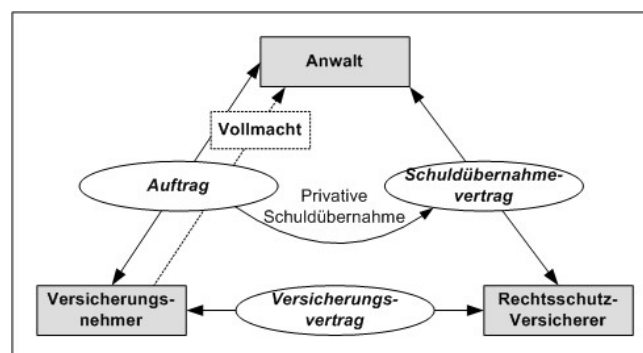 Anwalt
Vollmacht
Auftrag
Privative
Schuldübernahme
Schuldübernahme-
vertrag
Versicherungs-
nehmer
Versicherungs-
vertrag
Rechtsschutz-
Versicherer